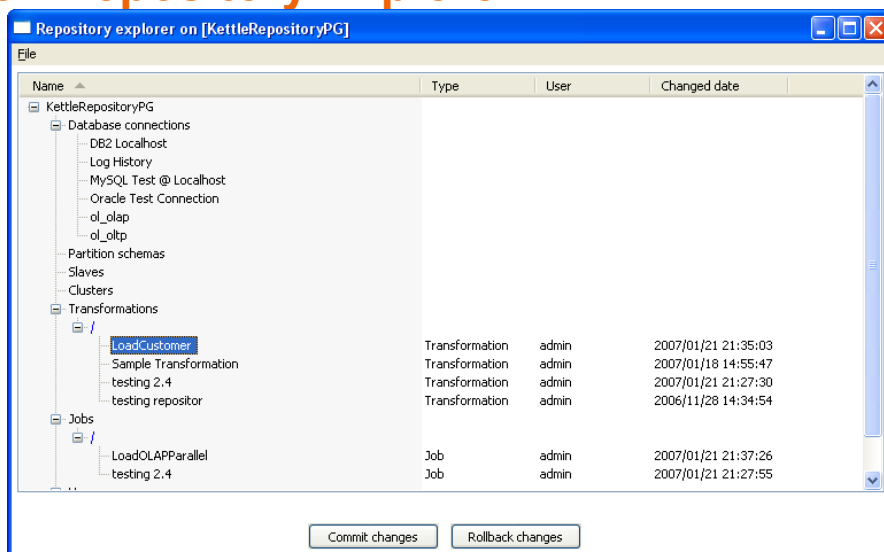 Repository explorer on [KettleRepositoryPG]
File
Name Type User Changed date
KettleRepositoryPG
Database connections
DB2 Localhost
Log History
MySQL Test @ Localhost
Oracle Test Connection
ol_olap
ol_oltp
Partition schemas
Slaves
Clusters
Transformations
/
LoadCustomer Transformation admin 2007/01/21 21:35:03
Sample Transformation Transformation admin 2007/01/18 14:55:47
testing 2.4 Transformation admin 2007/01/21 21:27:30
testing repositor Transformation admin 2006/11/28 14:34:54
Jobs
/
LoadOLAPParallel Job admin 2007/01/21 21:37:26
testing 2.4 Job admin 2007/01/21 21:27:55
Commit changes Rollback changes